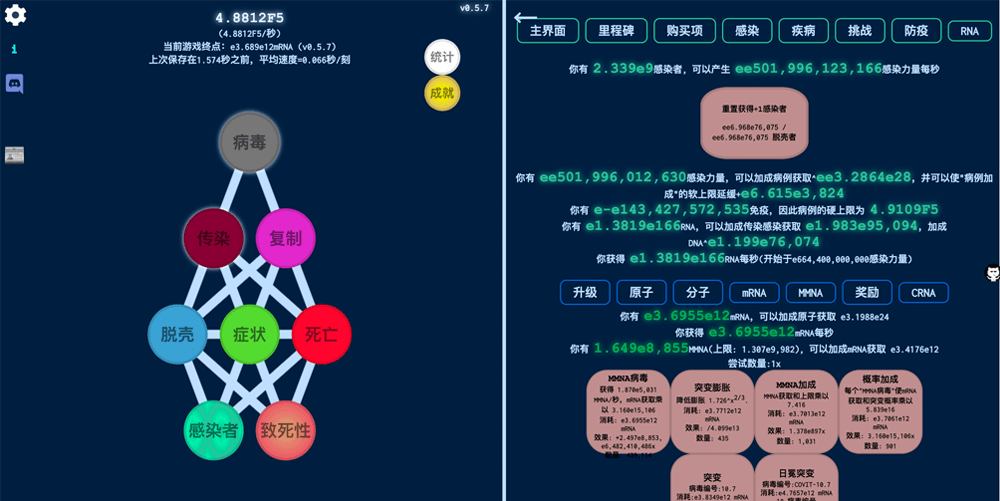 4.8812F5
(4.8812F5/秒)
当前游戏终点: e3.689e12mRNA (v0.5.7)
上次保存在1.574秒之前，平均速度=0.066秒/刻
v0.5.7
i
统计
成就
病毒
传染
复制
脱壳
症状
死亡
感染者
致死性
主界面
里程碑
购买项
感染
疾病
挑战
防疫
RNA
你有 2.339e9感染者，可以产生 ee501,996,123,166感染力量每秒
重置获得+1感染者
ee6.968e76,075 /
ee6.968e76,075 脱壳者
你有 ee501,996,012,630感染力量，可以加成病例获取^ee3.2864e28，并可以使"病例加
成"的软上限延缓+e6.615e3,824
你有 e-e143,427,572,535免疫，因此病例的硬上限为 4.9109F5
你有 e1.3819e166RNA，可以加成传染感染获取 e1.983e95,094，加成
DNA^e1.199e76,074
你获得 e1.3819e166RNA每秒(开始于e664,400,000,000感染力量)
升级
原子
分子
mRNA
MMNA
奖励
CRNA
你有 e3.6955e12mRNA，可以加成原子获取 e3.1988e24
你获得 e3.6955e12mRNA每秒
你有 1.649e8,855MMNA(上限: 1.307e9,982)，可以加成mRNA获取 e3.4176e12
尝试数量:1x
MMNA病毒
获得 1.870e5,031
MMNA/秒，mRNA获取乘
以 3.160e15,106
消耗: e3.6955e12
mRNA
效果: +2.497e8,853,
e6,482,410,486x
突变膨胀
降低膨胀 1.726*x^2/3.
消耗: e3.7712e12
mRNA
效果: /4.099e13
数量: 435
MMNA加成
MMNA获取和上限乘以
7.416
消耗: e3.7013e12
mRNA
效果: 1.378e897x
数量: 1,031
概率加成
每个"MMNA病毒"使mRNA
获取和突变概率乘以
5.839e16
消耗: e3.7061e12
mRNA
效果: 3.160e15,106x
数量: 901
突变
病毒编号:10.7
消耗:e3.8349e12 mRNA
日冕突变
病毒编号:COVIT-10.7
消耗:e4.7657e12 mRNA